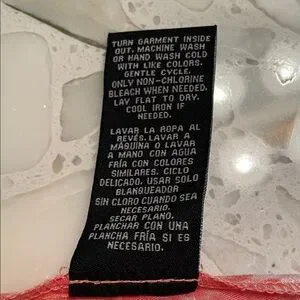 TURN GARMENT INSIDE
OUT. MACHINE WASH
OR HAND WASH COLD
WITH LIKE COLORS.
GENTLE CYCLE.
ONLY NON-CHLORINE
BLEACH WHEN NEEDED.
LAY FLAT TO DRY.
COOL IRON IF
NEEDED.
LAVAR LA ROPA AL
REVÉS. LAVAR A
MÁQUINA O LAVAR
A MANO CON AGUA
FRÍA CON COLORES
SIMILARES. CICLO
DELICADO. USAR SOLO
BLANQUEADOR
SIN CLORO CUANDO SEA
NECESARIO.
SECAR PLANO.
PLANCHAR CON UNA
PLANCHA FRÍA SI ES
NECESARIO.